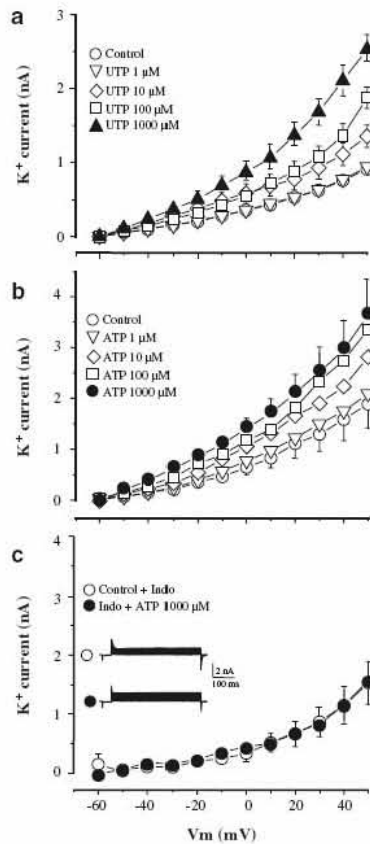 a
K⁺ current (nA)
3
2
1
0
Control
UTP 1 µM
UTP 10 µM
UTP 100 µM
UTP 1000 µM
b
K⁺ current (nA)
4
3
2
1
0
Control
ATP 1 µM
ATP 10 µM
ATP 100 µM
ATP 1000 µM
c
K⁺ current (nA)
4
3
2
1
0
Control + Indo
Indo + ATP 1000 µM
2 nA
100 ms
-60 -40 -20 0 20 40
Vm (mV)